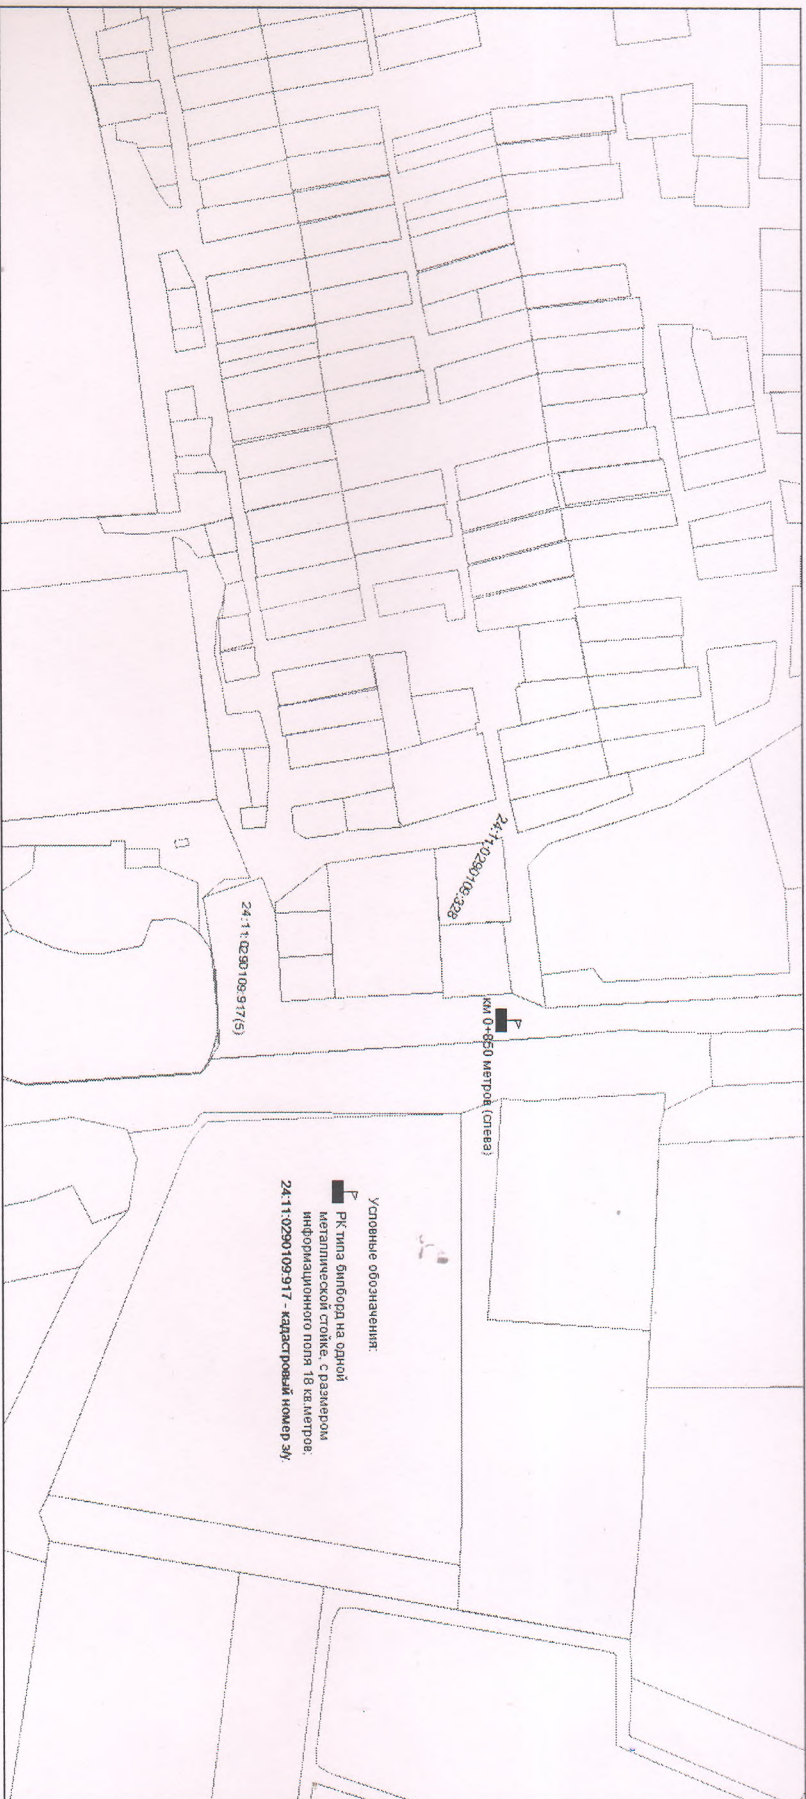 24:11:0290109:328
км 0+850 метров (слева)
24:11:0290109:917(5)
Условные обозначения:
РК типа билборд на одной
металлической стойке, с размером
информационного поля 18 кв.метров;
24:11:0290109:917 - кадастровый номер з/у.